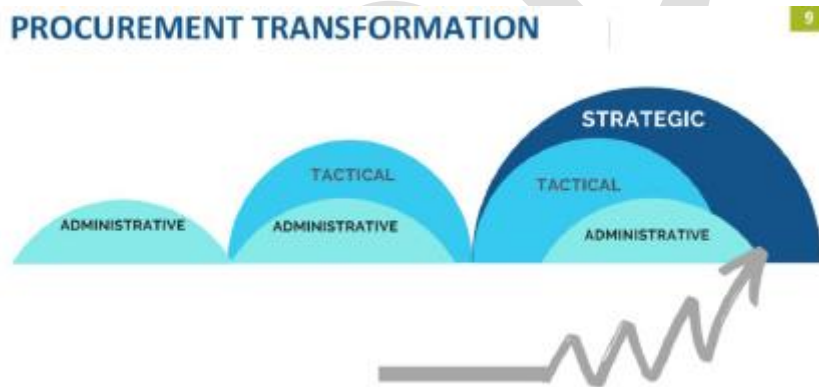 PROCUREMENT TRANSFORMATION
9
STRATEGIC
TACTICAL
TACTICAL
ADMINISTRATIVE
ADMINISTRATIVE
ADMINISTRATIVE